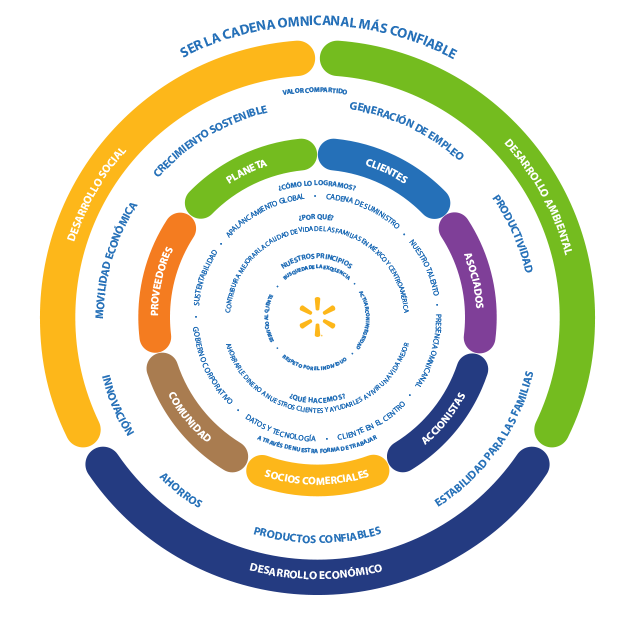 SER LA CADENA OMNICANAL MÁS CONFIABLE
DESARROLLO SOCIAL
DESARROLLO AMBIENTAL
DESARROLLO ECONÓMICO
VALOR COMPARTIDO
GENERACIÓN DE EMPLEO
PRODUCTIVIDAD
ESTABILIDAD PARA LAS FAMILIAS
PRODUCTOS CONFIABLES
AHORROS
INNOVACIÓN
MOVILIDAD ECONÓMICA
CRECIMIENTO SOSTENIBLE
PLANETA
CLIENTES
ASOCIADOS
ACCIONISTAS
SOCIOS COMERCIALES
COMUNIDAD
PROVEEDORES
¿CÓMO LO LOGRAMOS?
APALANCAMIENTO GLOBAL • CADENA DE SUMINISTRO • NUESTRO TALENTO • PRESENCIA OMNICANAL • CLIENTE EN EL CENTRO • DATOS Y TECNOLOGÍA • GOBIERNO CORPORATIVO • SUSTENTABILIDAD •
A TRAVÉS DE NUESTRA FORMA DE TRABAJAR
¿POR QUÉ?
CONTRIBUIR A MEJORAR LA CALIDAD DE VIDA DE LAS FAMILIAS EN MÉXICO Y CENTROAMÉRICA
¿QUÉ HACEMOS?
AHORRARLE DINERO A NUESTROS CLIENTES Y AYUDARLES A VIVIR UNA VIDA MEJOR
NUESTROS PRINCIPIOS
BÚSQUEDA DE LA EXCELENCIA • ACTUAR CON INTEGRIDAD • RESPETO POR EL INDIVIDUO • SERVICIO AL CLIENTE •